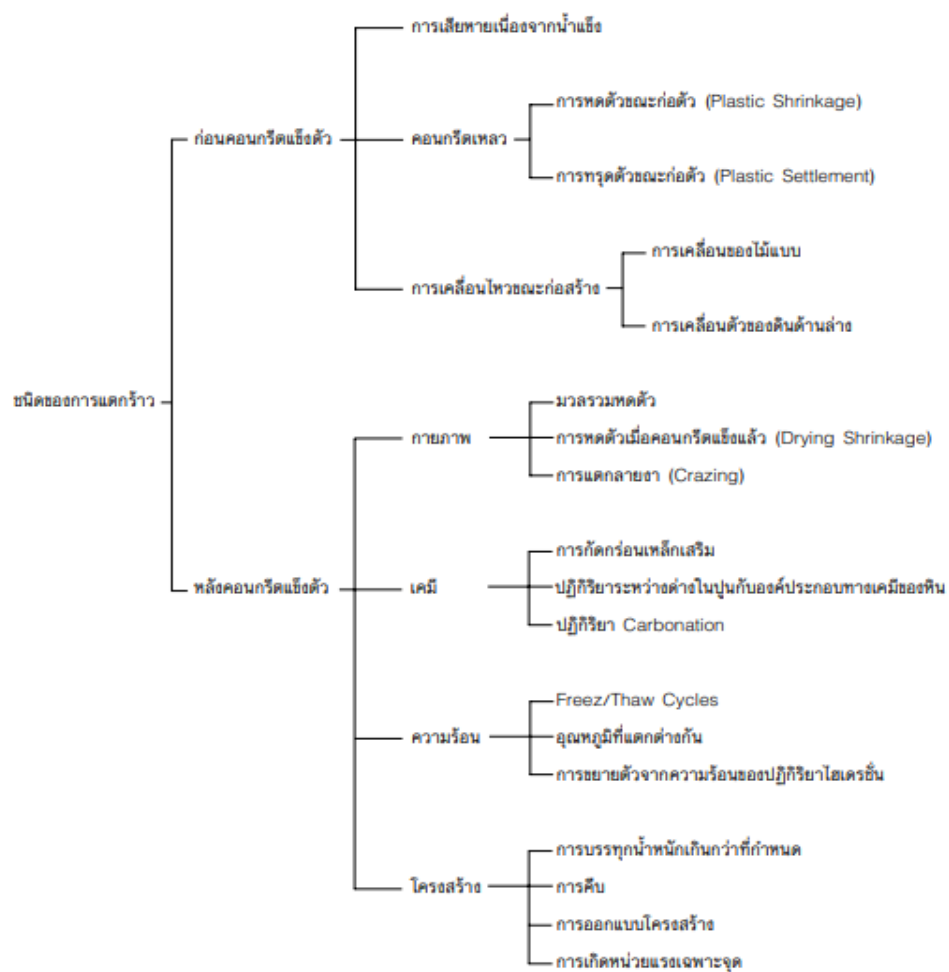 การเสียหายเนื่องจากน้ำแข็ง
การหดตัวขณะก่อตัว (Plastic Shrinkage)
ก่อนคอนกรีตแข็งตัว
คอนกรีตเหลว
การทรุดตัวขณะก่อตัว (Plastic Settlement)
การเคลื่อนของไม้แบบ
การเคลื่อนไหวขณะก่อสร้าง
การเคลื่อนตัวของดินด้านล่าง
ชนิดของการแตกร้าว
มวลรวมหดตัว
กายภาพ
การหดตัวเมื่อคอนกรีตแข็งแล้ว (Drying Shrinkage)
การแตกลายงา (Crazing)
การกัดกร่อนเหล็กเสริม
หลังคอนกรีตแข็งตัว
เคมี
ปฏิกิริยาระหว่างด่างในปูนกับองค์ประกอบทางเคมีของหิน
ปฏิกิริยา Carbonation
Freez/Thaw Cycles
ความร้อน
อุณหภูมิที่แตกต่างกัน
การขยายตัวจากความร้อนของปฏิกิริยาไฮเดรชั่น
การบรรทุกน้ำหนักเกินกว่าที่กำหนด
โครงสร้าง
การคืบ
การออกแบบโครงสร้าง
การเกิดหน่วยแรงเฉพาะจุด